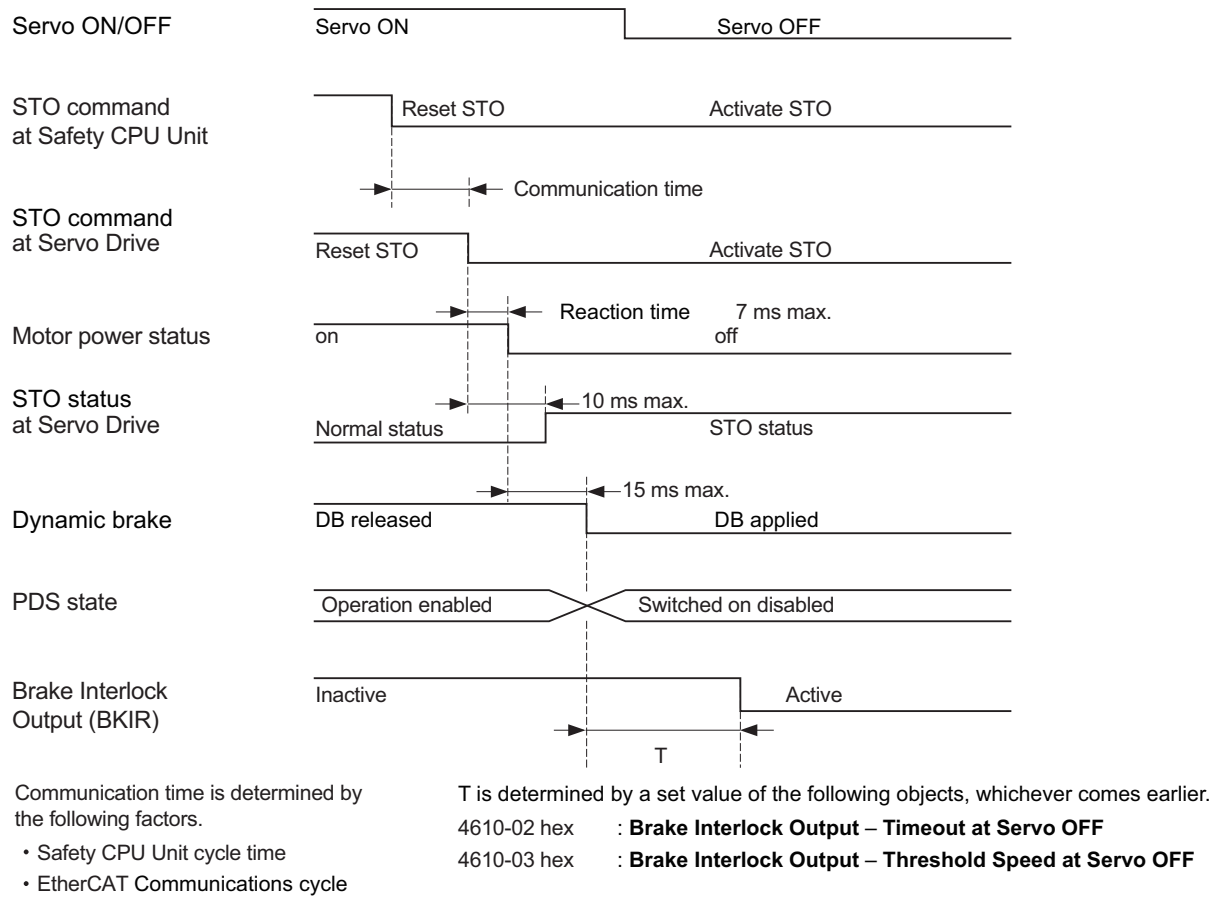 Servo ON/OFF
Servo ON
Servo OFF
STO command
at Safety CPU Unit
Reset STO
Activate STO
Communication time
STO command
at Servo Drive
Reset STO
Activate STO
Reaction time 7 ms max.
Motor power status
on
off
STO status
at Servo Drive
10 ms max.
Normal status
STO status
15 ms max.
Dynamic brake
DB released
DB applied
PDS state
Operation enabled
Switched on disabled
Brake Interlock
Output (BKIR)
Inactive
Active
T
Communication time is determined by
the following factors.
・Safety CPU Unit cycle time
・EtherCAT Communications cycle
T is determined by a set value of the following objects, whichever comes earlier.
4610-02 hex : Brake Interlock Output – Timeout at Servo OFF
4610-03 hex : Brake Interlock Output – Threshold Speed at Servo OFF